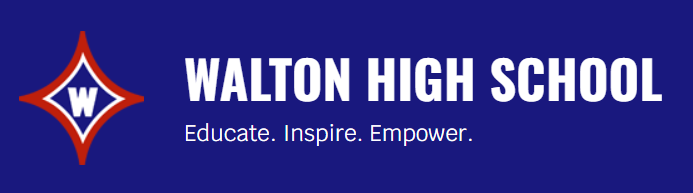 W
WALTON HIGH SCHOOL
Educate. Inspire. Empower.